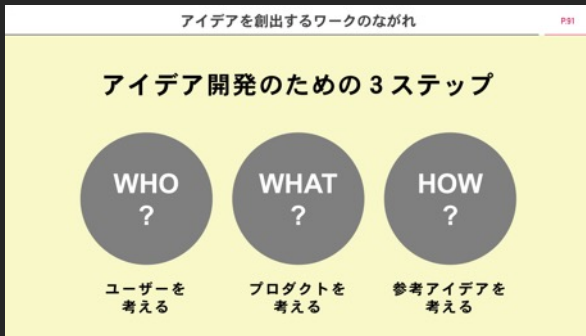 アイデアを創出するワークのながれ
P.91
アイデア開発のための3ステップ
WHO
?
WHAT
?
HOW
?
ユーザーを
考える
プロダクトを
考える
参考アイデアを
考える